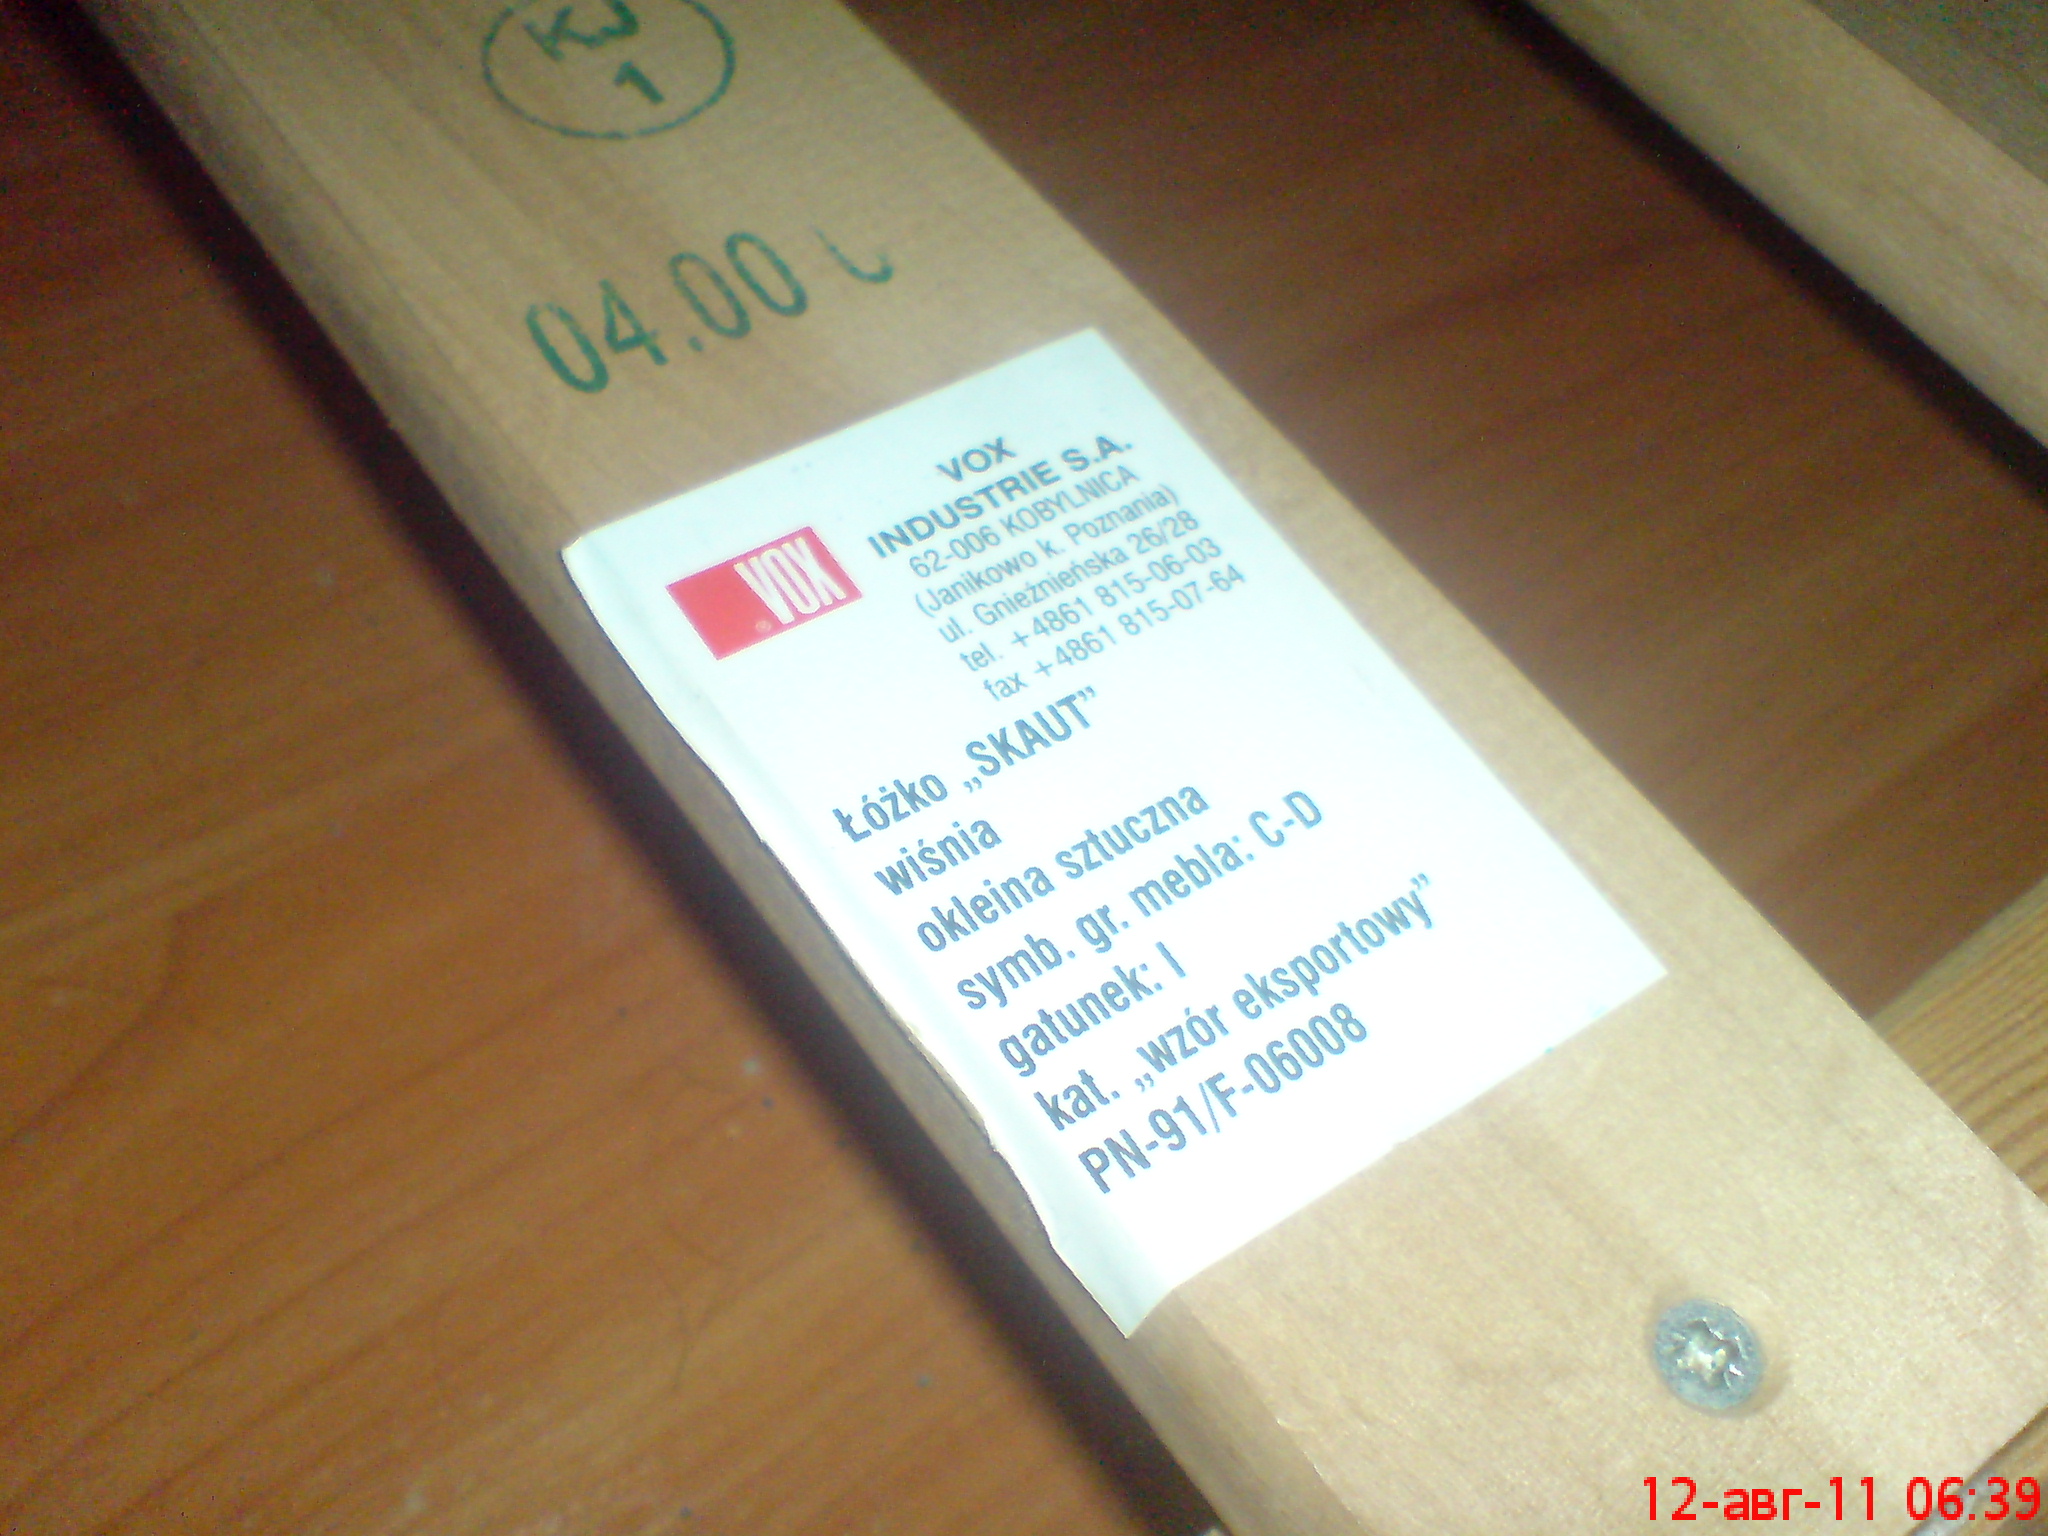 KJ
1
04.00
VOX
VOX
INDUSTRIE S.A.
62-006 KOBYLNICA
(Janikowo k. Poznania)
ul. Gnieźnieńska 26/28
tel. +4861 815-06-03
fax +4861 815-07-64
Łóżko „SKAUT”
wiśnia
okleina sztuczna
symb. gr. mebla: C-D
gatunek: I
kat. „wzór eksportowy”
PN-91/F-06008
12-авг-11 06:39